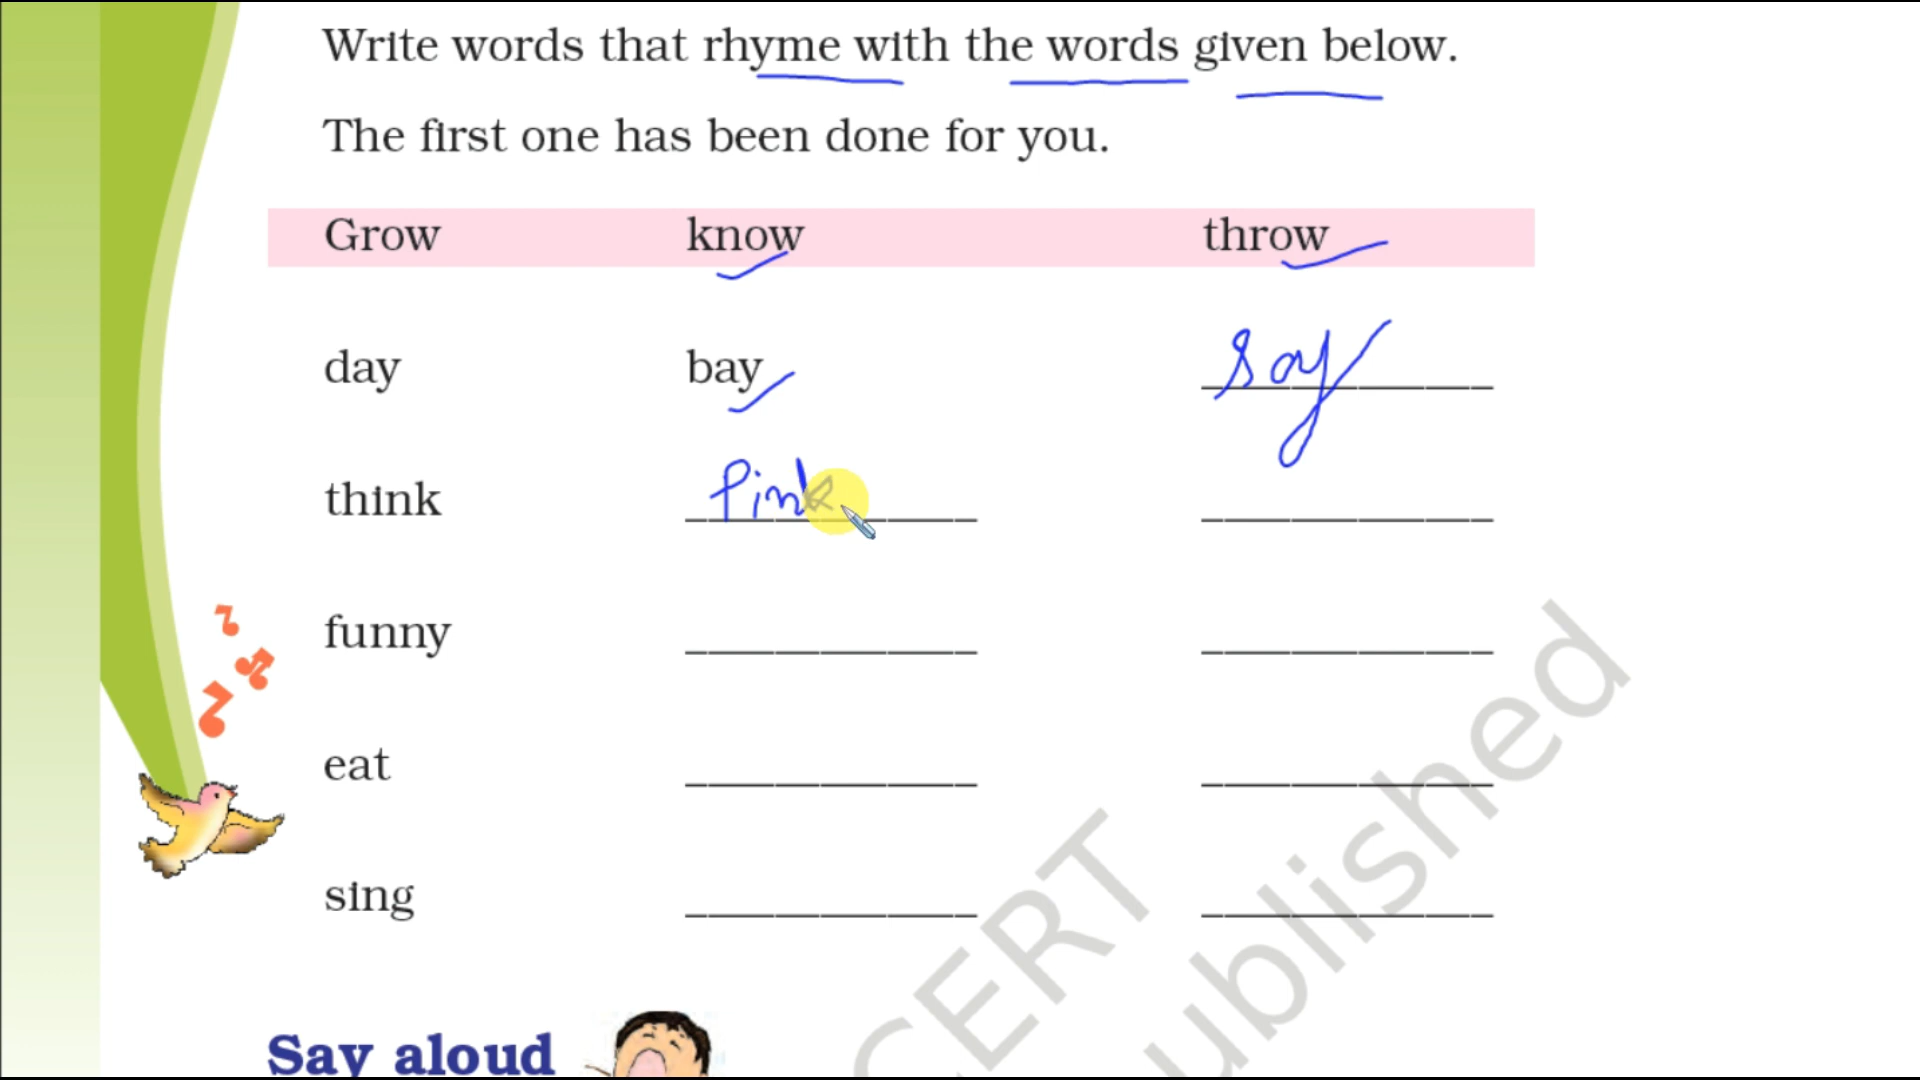 Write words that rhyme with the words given below.
The first one has been done for you.
Grow know throw
day bay say
think Pink
funny
eat
sing
Say aloud
CERT
ublished